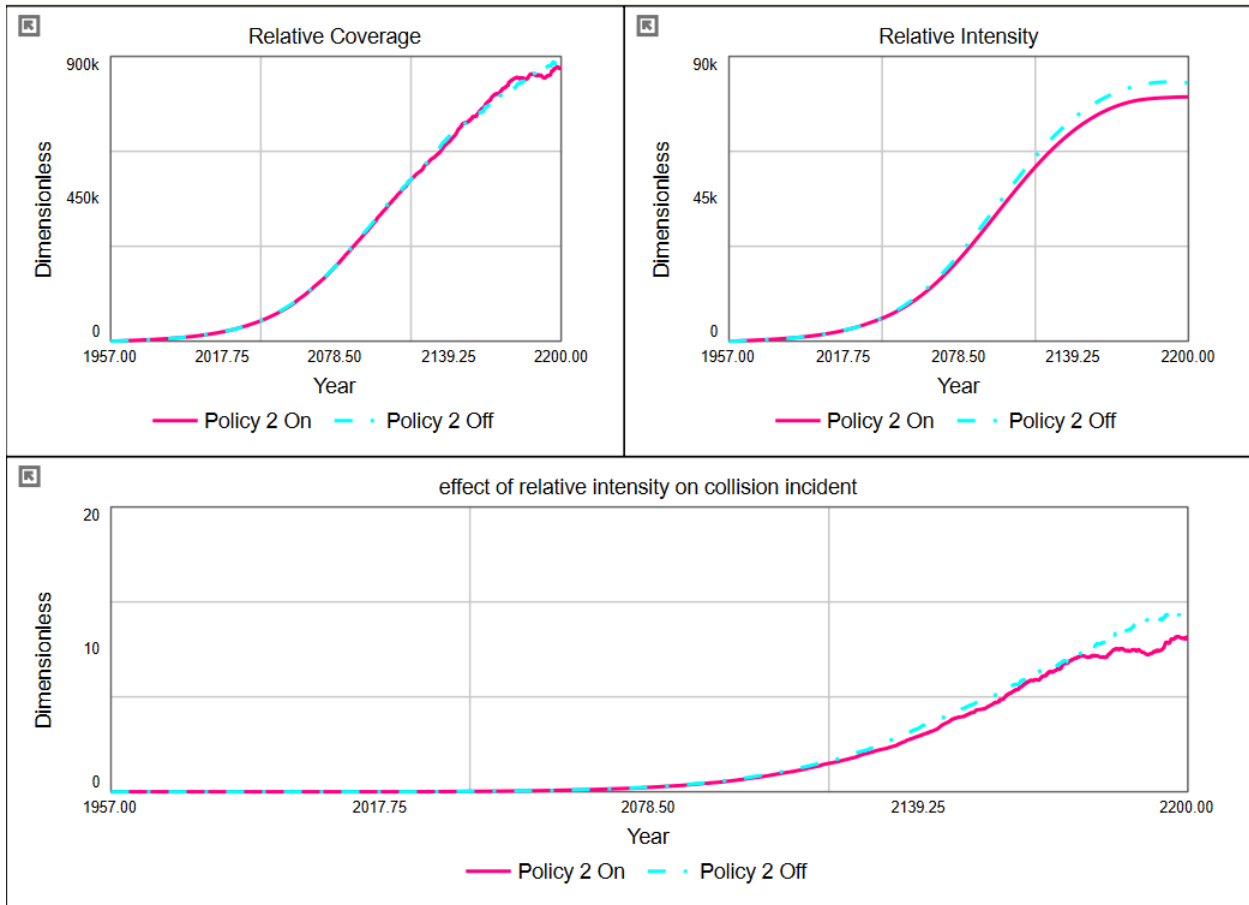 Relative Coverage
900k
450k
0
Dimensionless
1957.00 2017.75 2078.50 2139.25 2200.00
Year
Policy 2 On Policy 2 Off
Relative Intensity
90k
45k
0
Dimensionless
1957.00 2017.75 2078.50 2139.25 2200.00
Year
Policy 2 On Policy 2 Off
effect of relative intensity on collision incident
20
10
0
Dimensionless
1957.00 2017.75 2078.50 2139.25 2200.00
Year
Policy 2 On Policy 2 Off